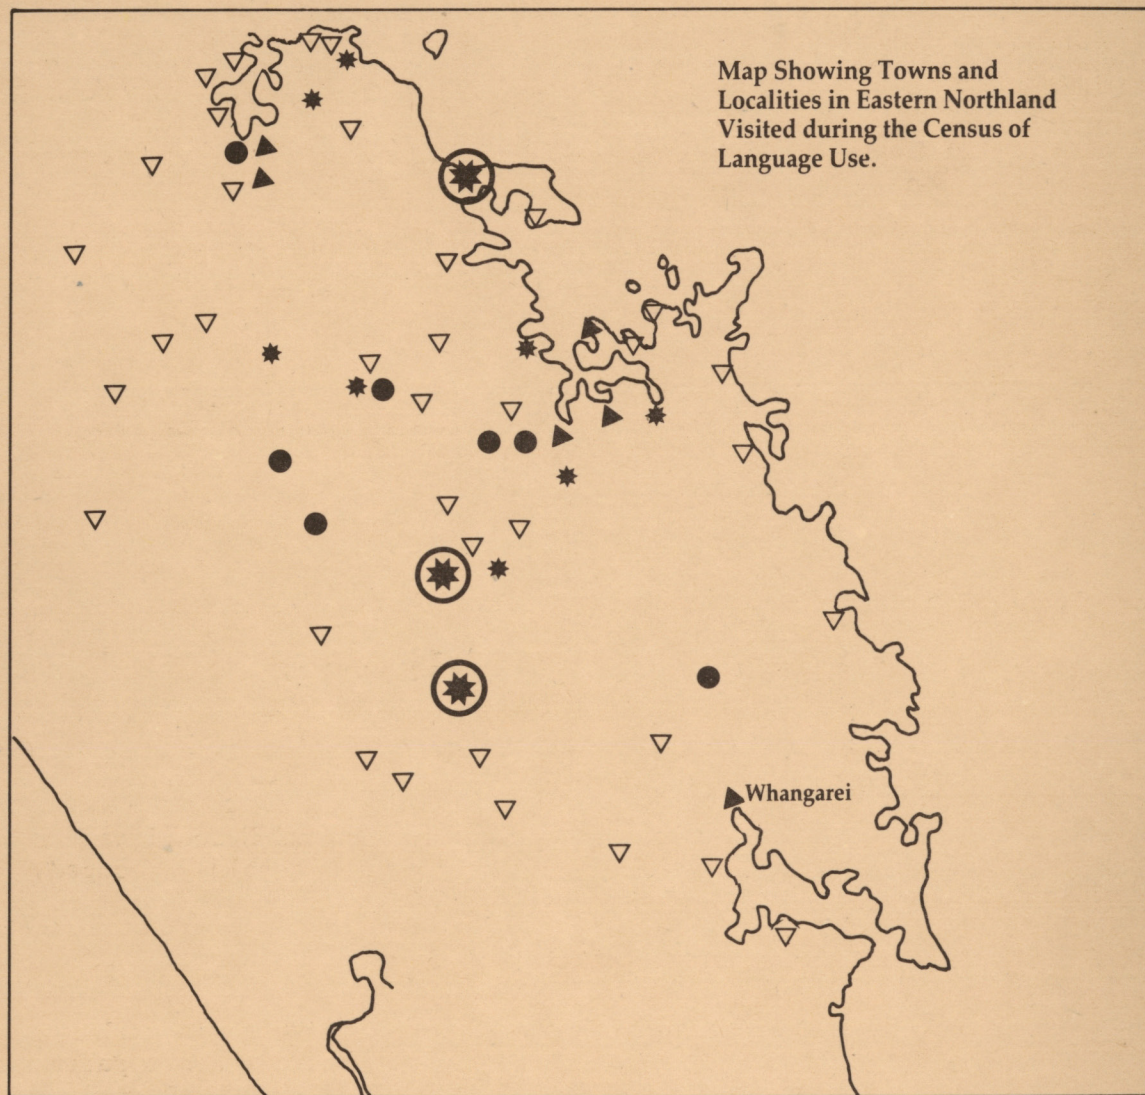 Map Showing Towns and
Localities in Eastern Northland
Visited during the Census of
Language Use.
Whangarei